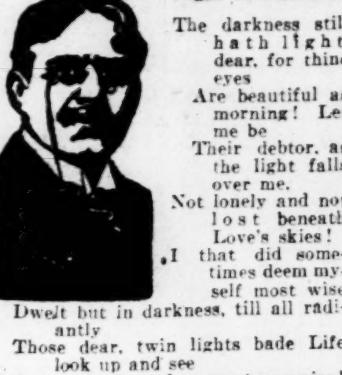 The darkness still
hath light
dear, for thine
eyes
Are beautiful as
morning! Let
me be
Their debtor, as
the light falls
over me.
Not lonely and not
lost beneath
Love's skies!
I that did some-
times deem my-
self most wise
Dwelt but in darkness, till all radi-
antly
Those dear, twin lights bade Life
look up and see